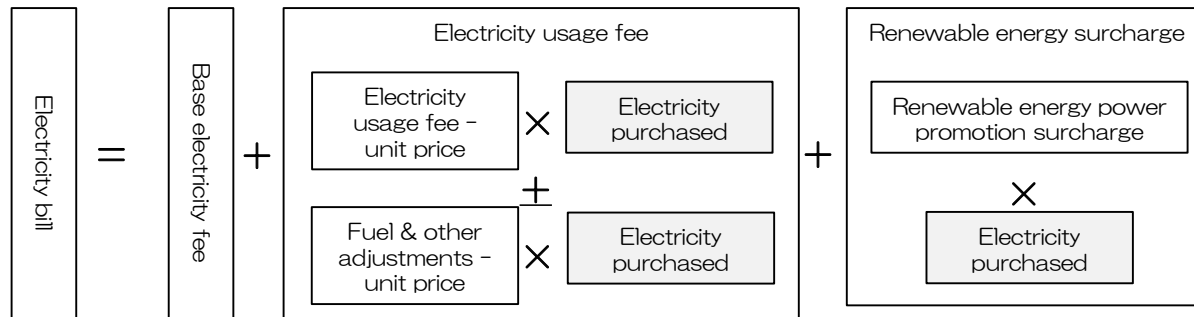 Electricity bill
=
Base electricity fee
+
Electricity usage fee
Electricity
usage fee –
unit price
×
Electricity
purchased
±
Fuel & other
adjustments –
unit price
×
Electricity
purchased
+
Renewable energy surcharge
Renewable energy power
promotion surcharge
×
Electricity
purchased